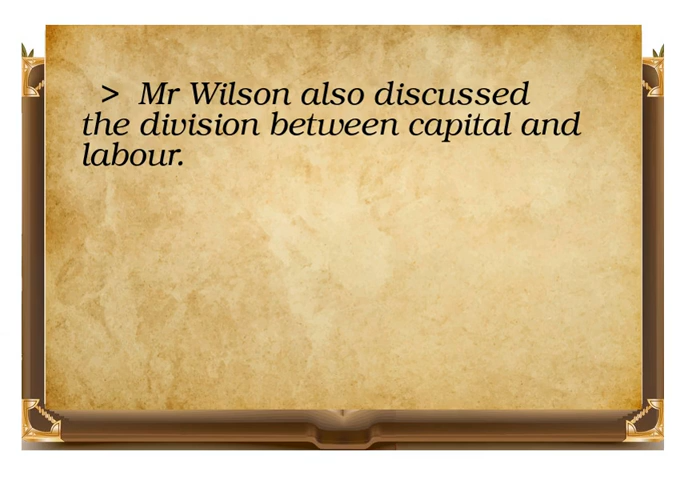 > Mr Wilson also discussed
the division between capital and
labour.